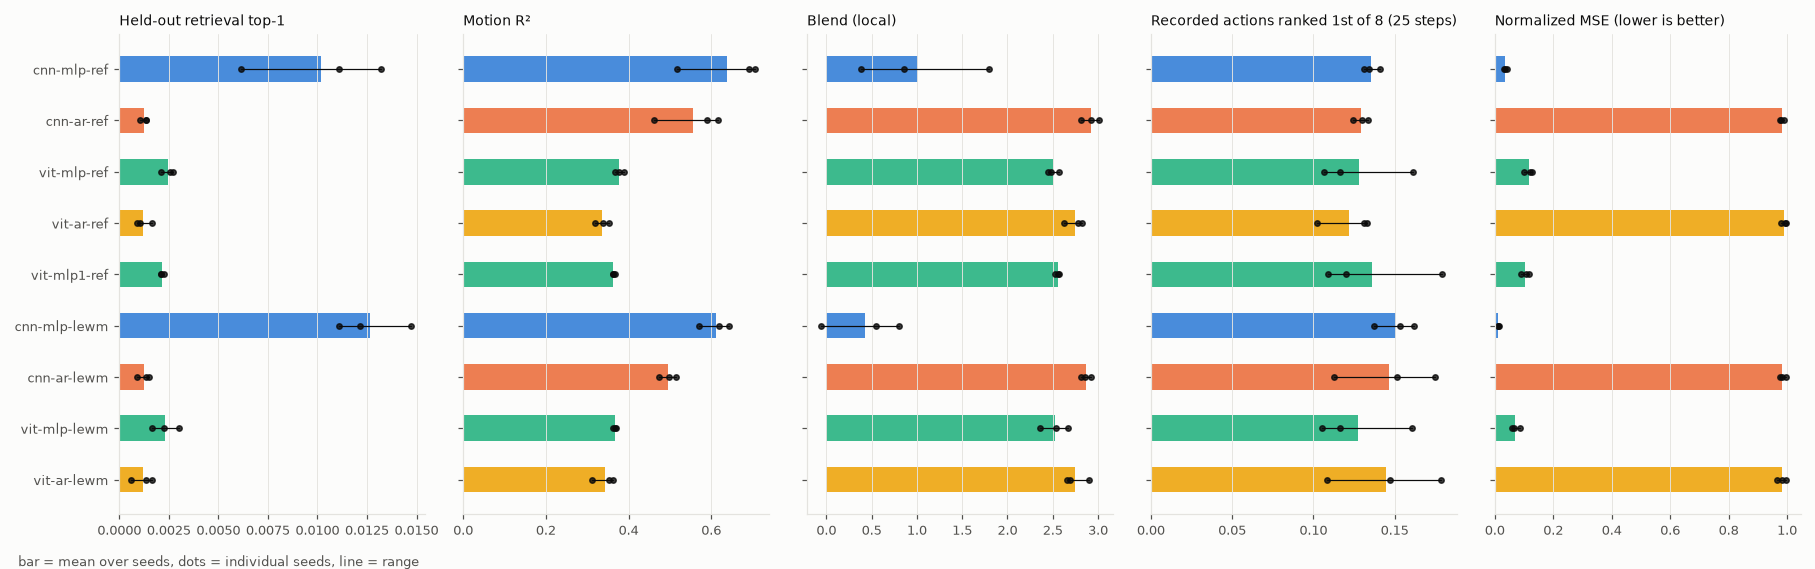 Held-out retrieval top-1
Motion R²
Blend (local)
Recorded actions ranked 1st of 8 (25 steps)
Normalized MSE (lower is better)
cnn-mlp-ref
cnn-ar-ref
vit-mlp-ref
vit-ar-ref
vit-mlp1-ref
cnn-mlp-lewm
cnn-ar-lewm
vit-mlp-lewm
vit-ar-lewm
0.0000 0.0025 0.0050 0.0075 0.0100 0.0125 0.0150
0.0 0.2 0.4 0.6
0.0 0.5 1.0 1.5 2.0 2.5 3.0
0.00 0.05 0.10 0.15
0.0 0.2 0.4 0.6 0.8 1.0
bar = mean over seeds, dots = individual seeds, line = range